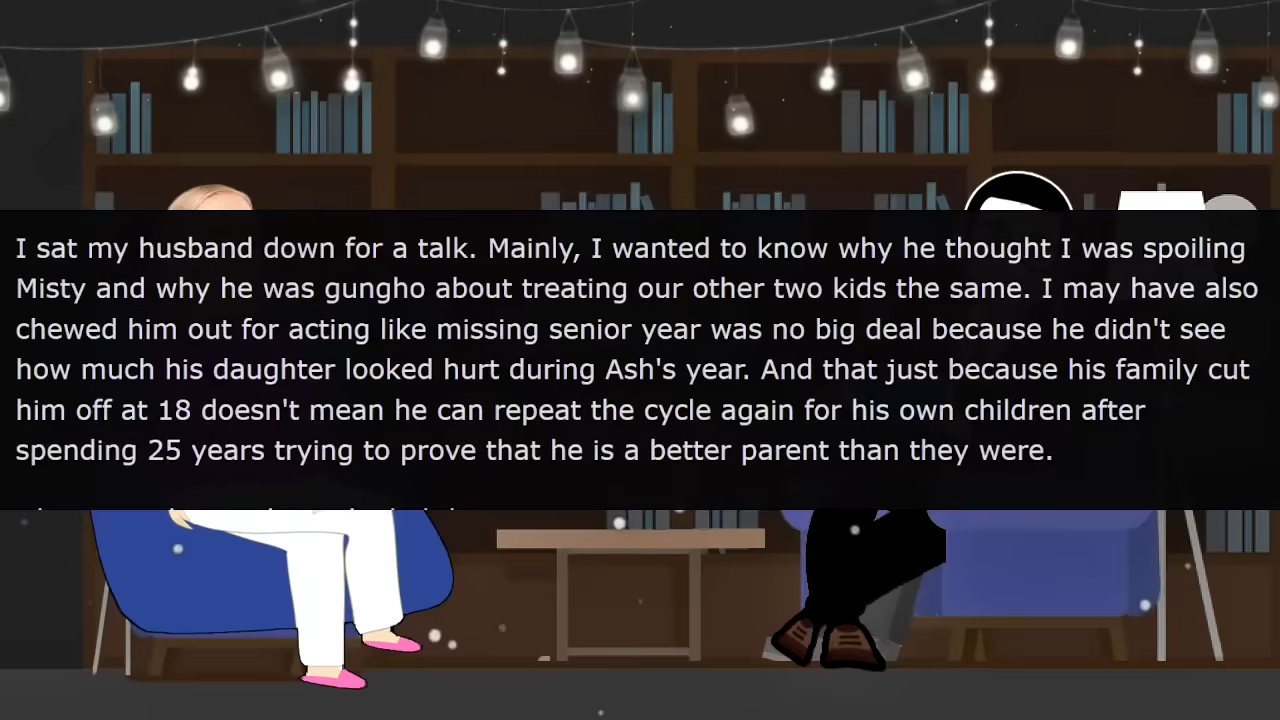 I sat my husband down for a talk. Mainly, I wanted to know why he thought I was spoiling
Misty and why he was gungho about treating our other two kids the same. I may have also
chewed him out for acting like missing senior year was no big deal because he didn't see
how much his daughter looked hurt during Ash's year. And that just because his family cut
him off at 18 doesn't mean he can repeat the cycle again for his own children after
spending 25 years trying to prove that he is a better parent than they were.